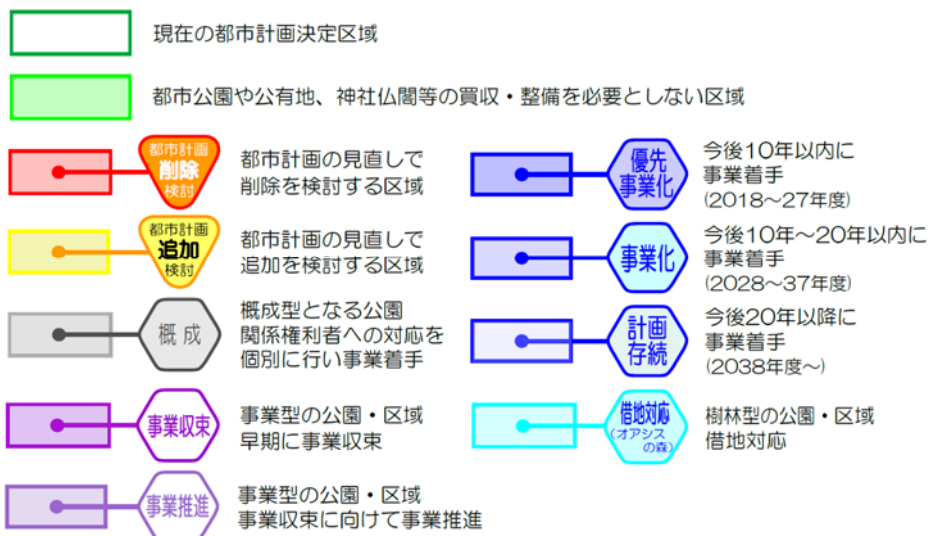 現在の都市計画決定区域
都市公園や公有地、神社仏閣等の買収・整備を必要としない区域
都市計画
削除
検討
都市計画の見直しで
削除を検討する区域
都市計画
追加
検討
都市計画の見直しで
追加を検討する区域
概成
概成型となる公園
関係権利者への対応を
個別に行い事業着手
事業収束
事業型の公園・区域
早期に事業収束
事業推進
事業型の公園・区域
事業収束に向けて事業推進
優先
事業化
今後10年以内に
事業着手
(2018～27年度)
事業化
今後10年～20年以内に
事業着手
(2028～37年度)
計画
存続
今後20年以降に
事業着手
(2038年度～)
借地対応
(オアシス
の森)
樹林型の公園・区域
借地対応